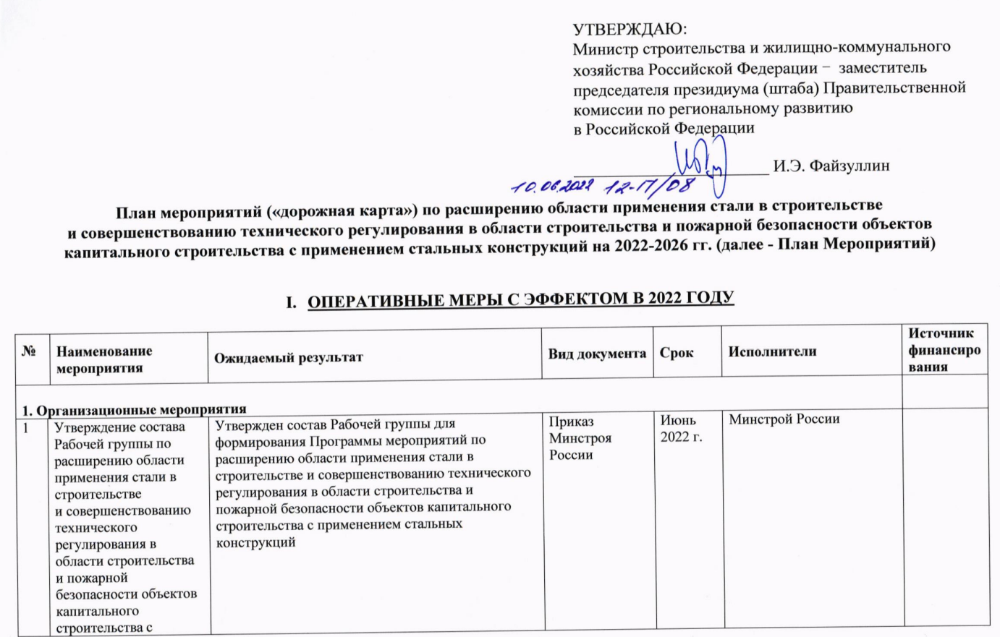 УТВЕРЖДАЮ:
Министр строительства и жилищно-коммунального
хозяйства Российской Федерации – заместитель
председателя президиума (штаба) Правительственной
комиссии по региональному развитию
в Российской Федерации
И.Э. Файзуллин
10.06.2022 12-П/08
План мероприятий («дорожная карта») по расширению области применения стали в строительстве
и совершенствованию технического регулирования в области строительства и пожарной безопасности объектов
капитального строительства с применением стальных конструкций на 2022-2026 гг. (далее - План Мероприятий)
I. ОПЕРАТИВНЫЕ МЕРЫ С ЭФФЕКТОМ В 2022 ГОДУ
№
Наименование
мероприятия
Ожидаемый результат
Вид документа
Срок
Исполнители
Источник
финансиро
вания
1. Организационные мероприятия
1
Утверждение состава
Рабочей группы по
расширению области
применения стали в
строительстве
и совершенствованию
технического
регулирования в
области строительства
и пожарной
безопасности объектов
капитального
строительства с
Утвержден состав Рабочей группы для
формирования Программы мероприятий по
расширению области применения стали в
строительстве и совершенствованию технического
регулирования в области строительства и
пожарной безопасности объектов капитального
строительства с применением стальных
конструкций
Приказ
Минстроя
России
Июнь
2022 г.
Минстрой России